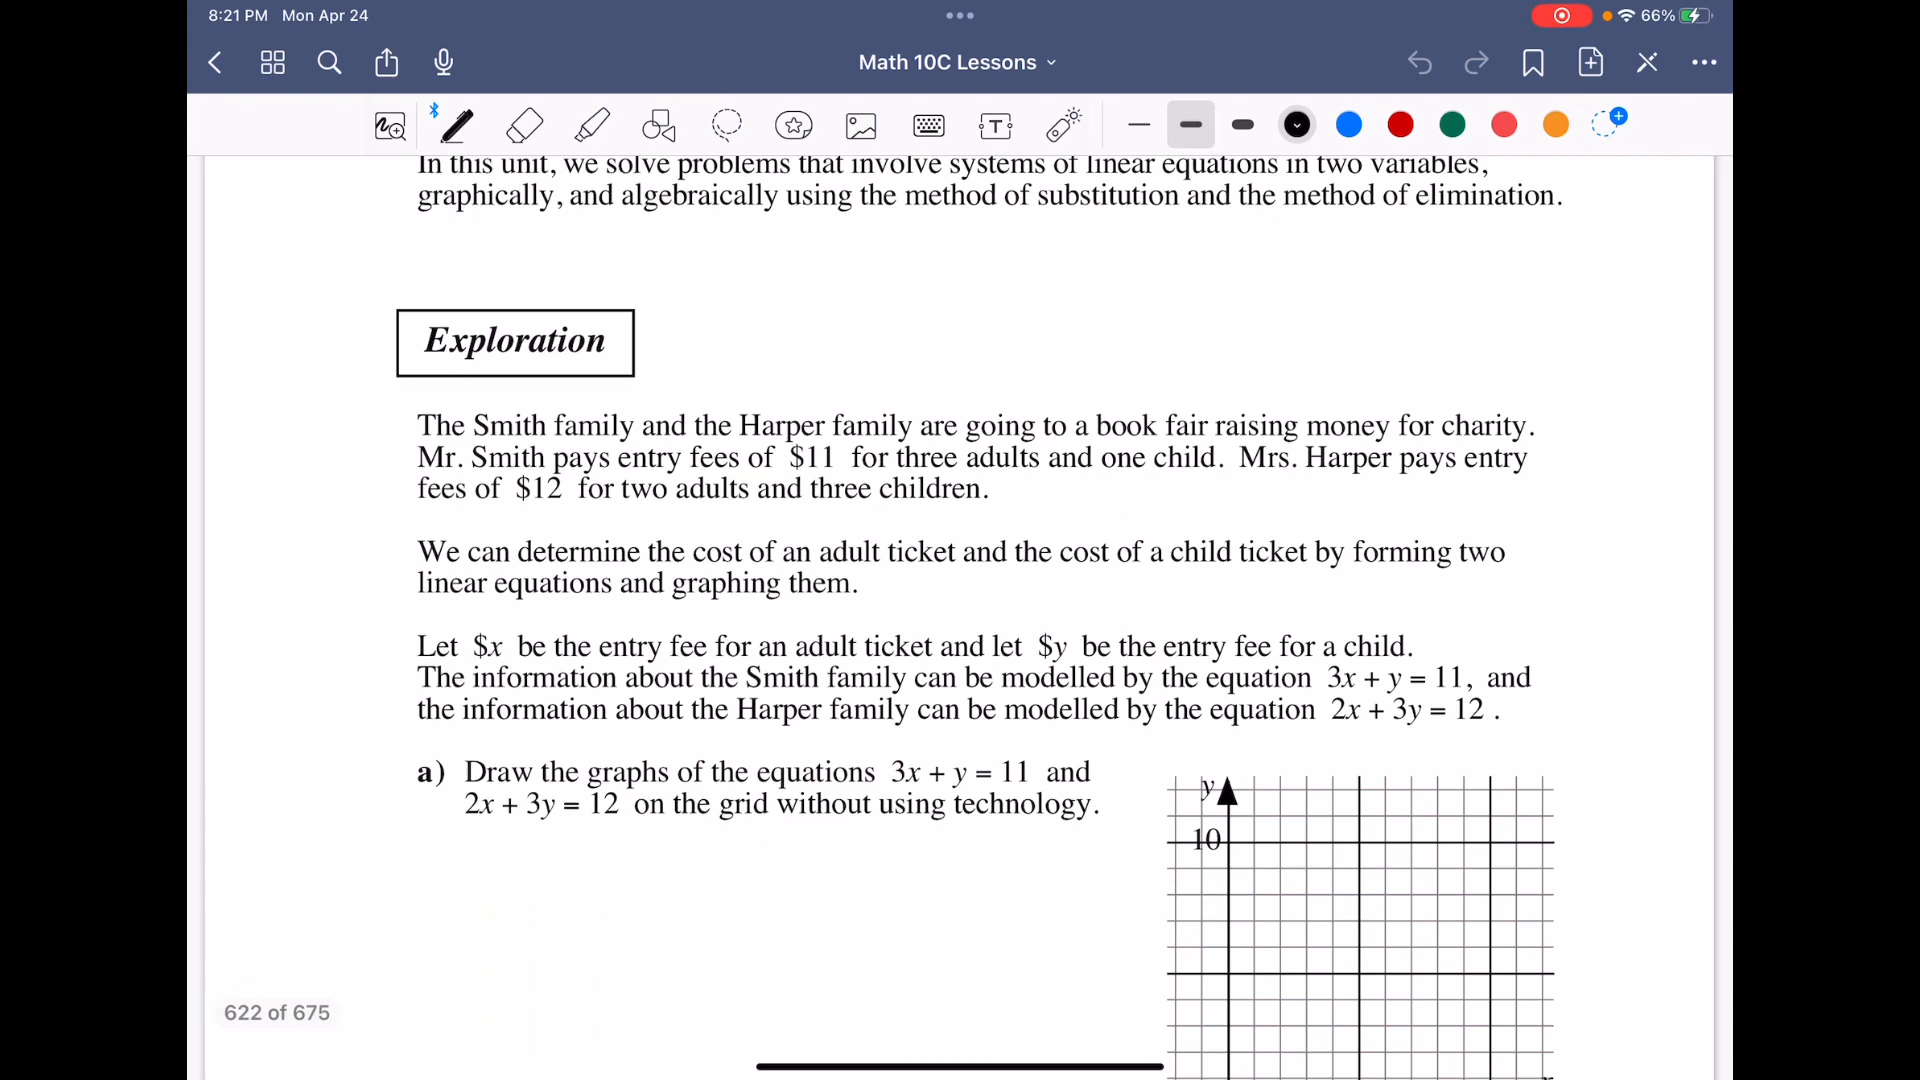 8:21 PM Mon Apr 24
66%
Math 10C Lessons
T
In this unit, we solve problems that involve systems of linear equations in two variables,
graphically, and algebraically using the method of substitution and the method of elimination.
Exploration
The Smith family and the Harper family are going to a book fair raising money for charity.
Mr. Smith pays entry fees of $11 for three adults and one child. Mrs. Harper pays entry
fees of $12 for two adults and three children.
We can determine the cost of an adult ticket and the cost of a child ticket by forming two
linear equations and graphing them.
Let $x be the entry fee for an adult ticket and let $y be the entry fee for a child.
The information about the Smith family can be modelled by the equation 3x + y = 11, and
the information about the Harper family can be modelled by the equation 2x + 3y = 12 .
a) Draw the graphs of the equations 3x + y = 11 and
2x + 3y = 12 on the grid without using technology.
y
10
622 of 675